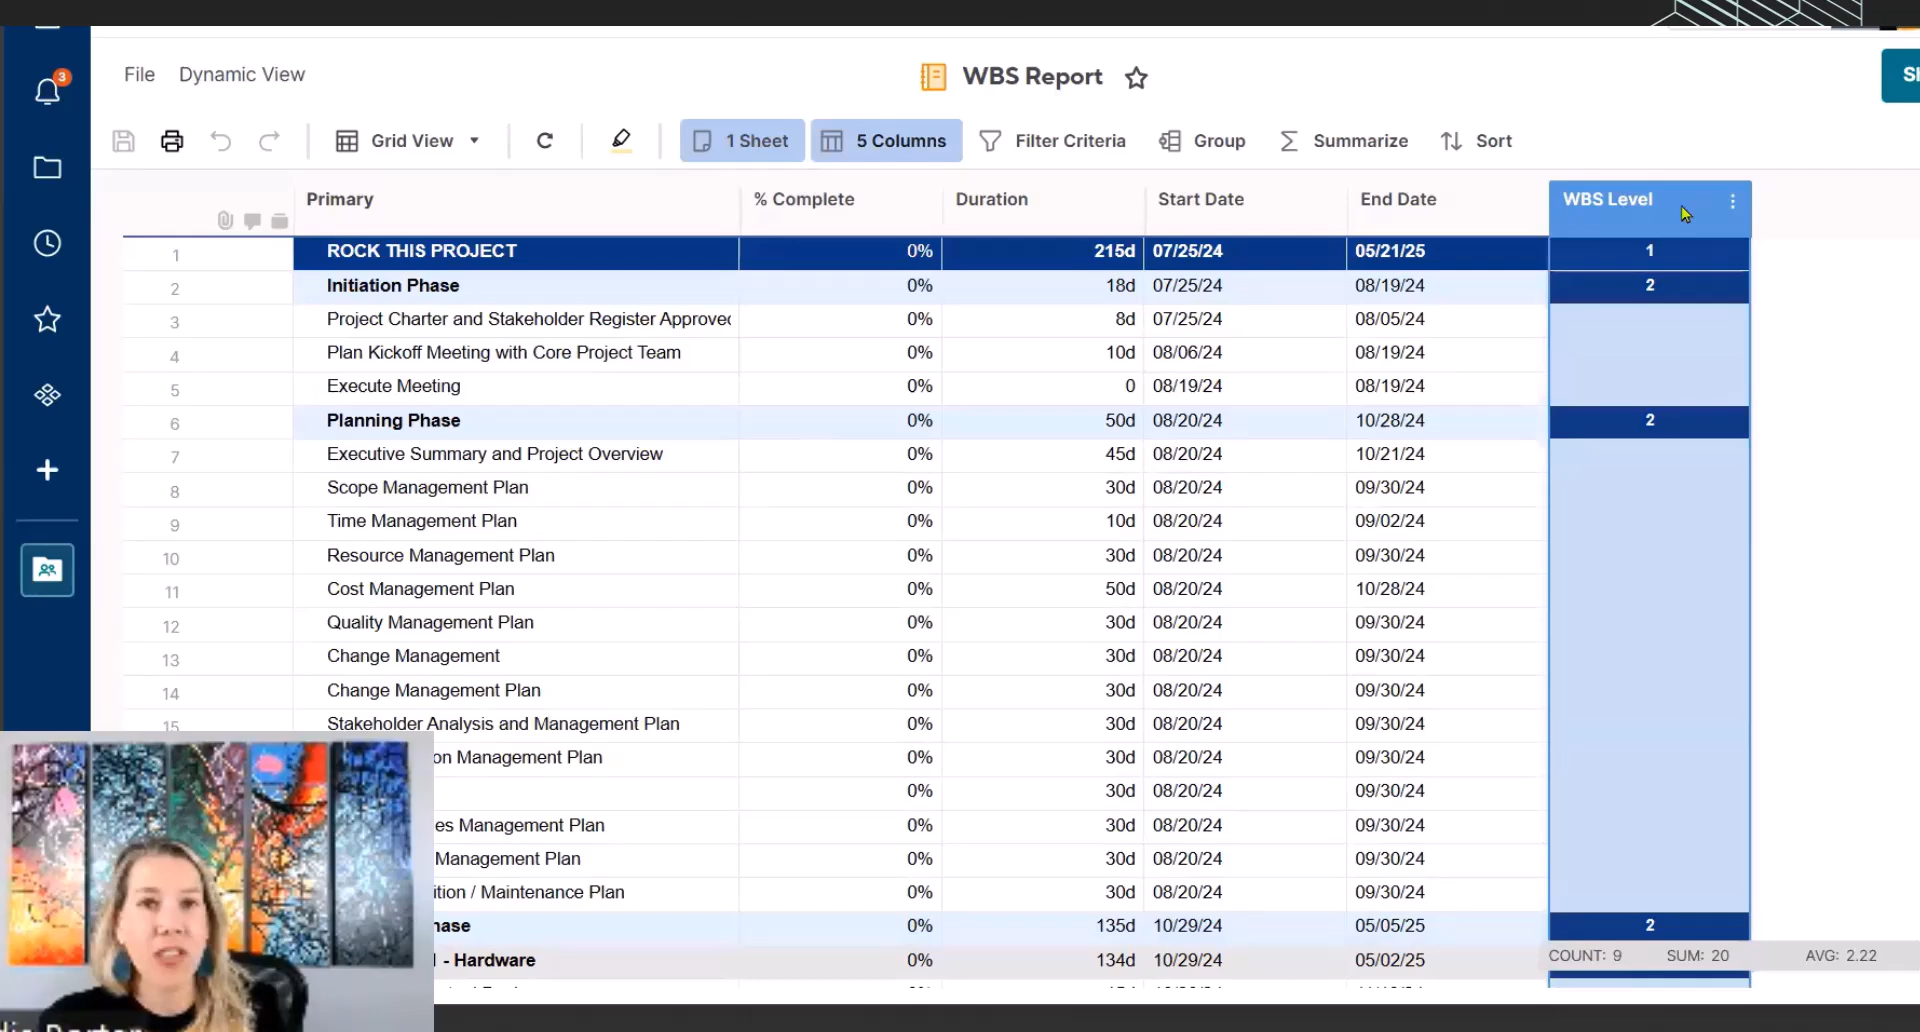 3
File Dynamic View WBS Report Sh
Grid View 1 Sheet 5 Columns Filter Criteria Group Summarize Sort
Primary % Complete Duration Start Date End Date WBS Level
1 ROCK THIS PROJECT 0% 215d 07/25/24 05/21/25 1
2 Initiation Phase 0% 18d 07/25/24 08/19/24 2
3 Project Charter and Stakeholder Register Approved 0% 8d 07/25/24 08/05/24
4 Plan Kickoff Meeting with Core Project Team 0% 10d 08/06/24 08/19/24
5 Execute Meeting 0% 0 08/19/24 08/19/24
6 Planning Phase 0% 50d 08/20/24 10/28/24 2
7 Executive Summary and Project Overview 0% 45d 08/20/24 10/21/24
8 Scope Management Plan 0% 30d 08/20/24 09/30/24
9 Time Management Plan 0% 10d 08/20/24 09/02/24
10 Resource Management Plan 0% 30d 08/20/24 09/30/24
11 Cost Management Plan 0% 50d 08/20/24 10/28/24
12 Quality Management Plan 0% 30d 08/20/24 09/30/24
13 Change Management 0% 30d 08/20/24 09/30/24
14 Change Management Plan 0% 30d 08/20/24 09/30/24
15 Stakeholder Analysis and Management Plan 0% 30d 08/20/24 09/30/24
on Management Plan 0% 30d 08/20/24 09/30/24
0% 30d 08/20/24 09/30/24
es Management Plan 0% 30d 08/20/24 09/30/24
Management Plan 0% 30d 08/20/24 09/30/24
ition / Maintenance Plan 0% 30d 08/20/24 09/30/24
hase 0% 135d 10/29/24 05/05/25 2
- Hardware 0% 134d 10/29/24 05/02/25
COUNT: 9 SUM: 20 AVG: 2.22